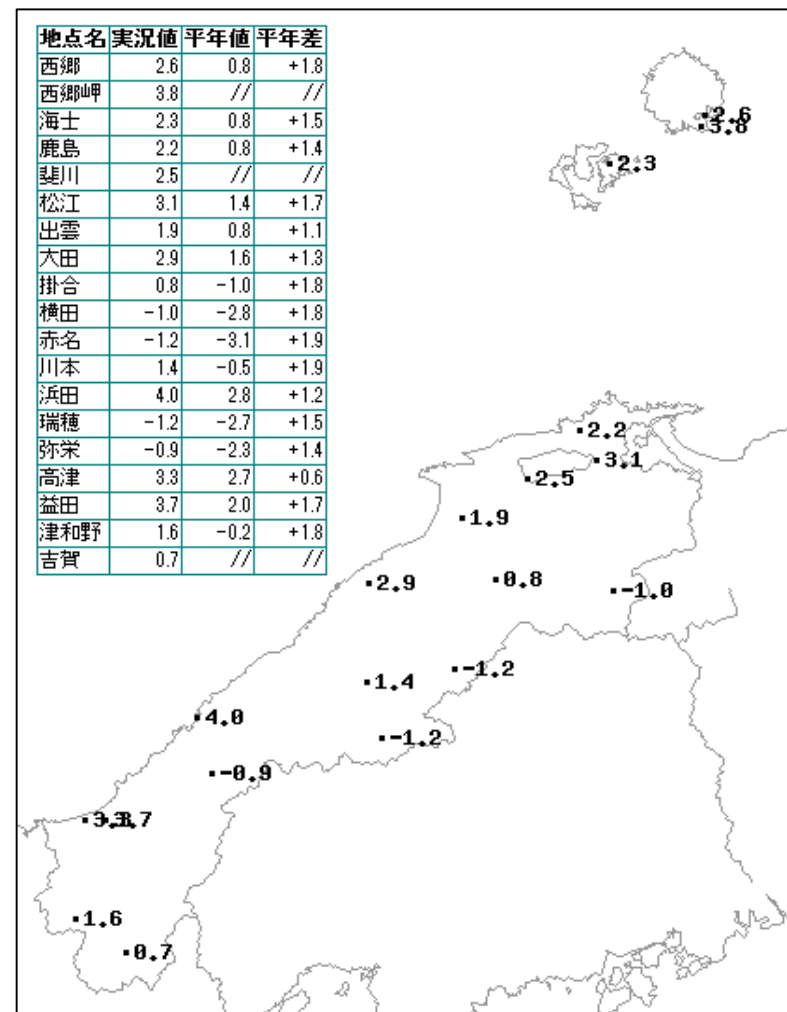 地点名 実況値 平年値 平年差
西郷 2.6 0.8 +1.8
西郷岬 3.8 // //
海士 2.3 0.8 +1.5
鹿島 2.2 0.8 +1.4
斐川 2.5 // //
松江 3.1 1.4 +1.7
出雲 1.9 0.8 +1.1
大田 2.9 1.6 +1.3
掛合 0.8 -1.0 +1.8
横田 -1.0 -2.8 +1.8
赤名 -1.2 -3.1 +1.9
川本 1.4 -0.5 +1.9
浜田 4.0 2.8 +1.2
瑞穂 -1.2 -2.7 +1.5
弥栄 -0.9 -2.3 +1.4
高津 3.3 2.7 +0.6
益田 3.7 2.0 +1.7
津和野 1.6 -0.2 +1.8
吉賀 0.7 // //
2.6
3.8
2.3
2.2
3.1
2.5
1.9
2.9
0.8
-1.0
-1.2
1.4
4.0
-1.2
-0.9
3.3
3.7
1.6
0.7